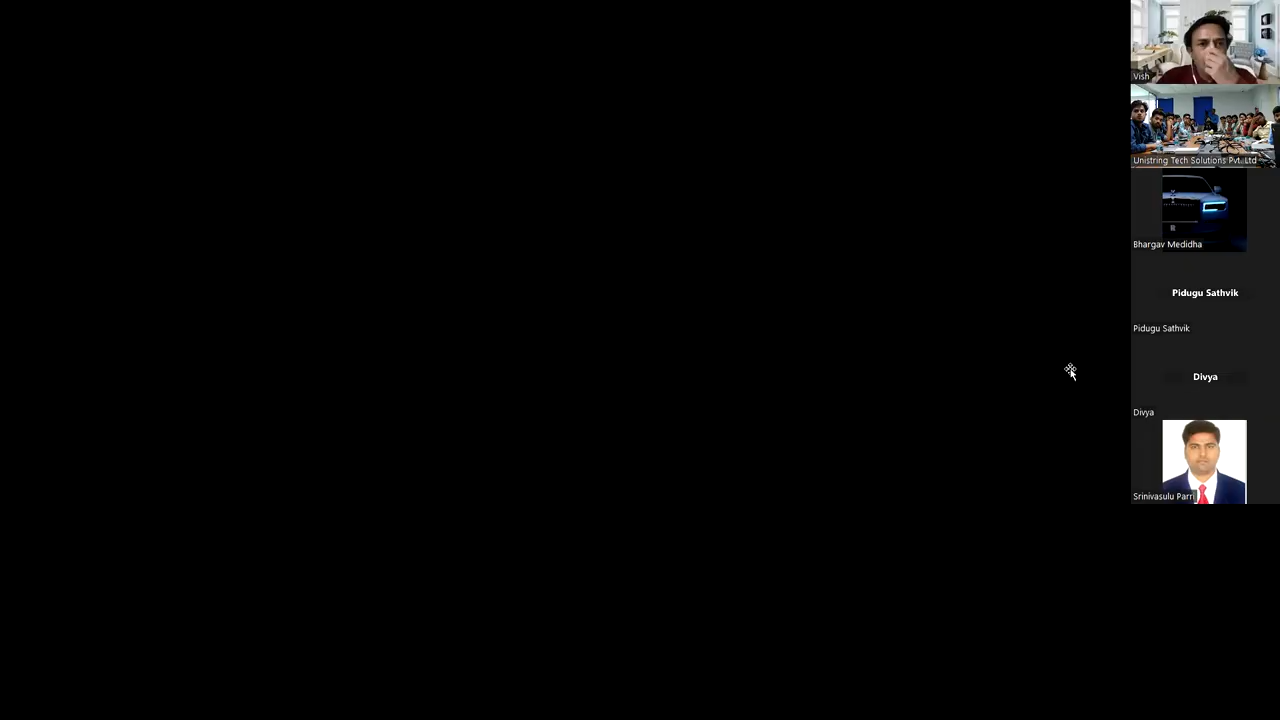 Vish
Unistring Tech Solutions Pvt. Ltd
Bhargav Medidha
Pidugu Sathvik
Pidugu Sathvik
Divya
Divya
Srinivasulu Parri